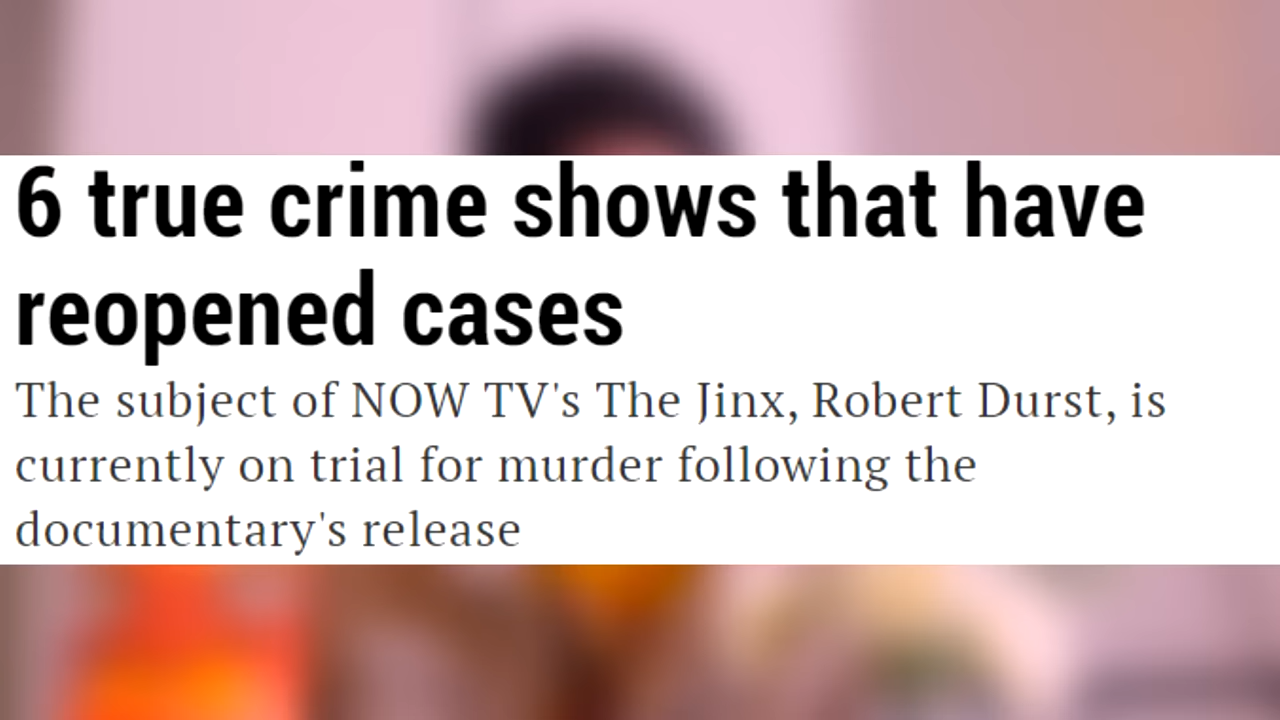 6 true crime shows that have
reopened cases
The subject of NOW TV's The Jinx, Robert Durst, is
currently on trial for murder following the
documentary's release